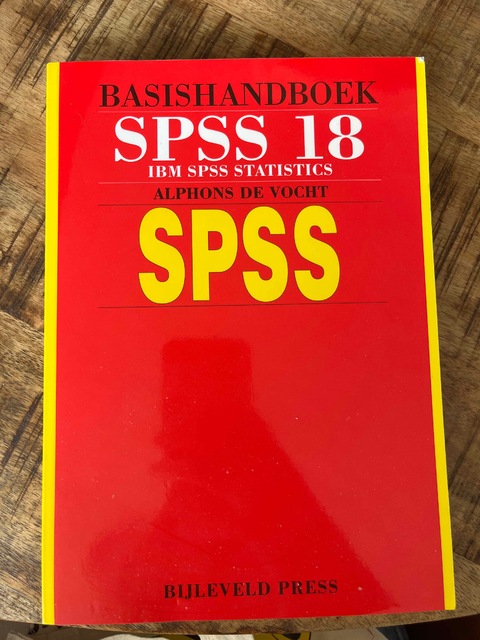 BASISHANDBOEK
SPSS 18
IBM SPSS STATISTICS
ALPHONS DE VOCHT
SPSS
BIJLEVELD PRESS